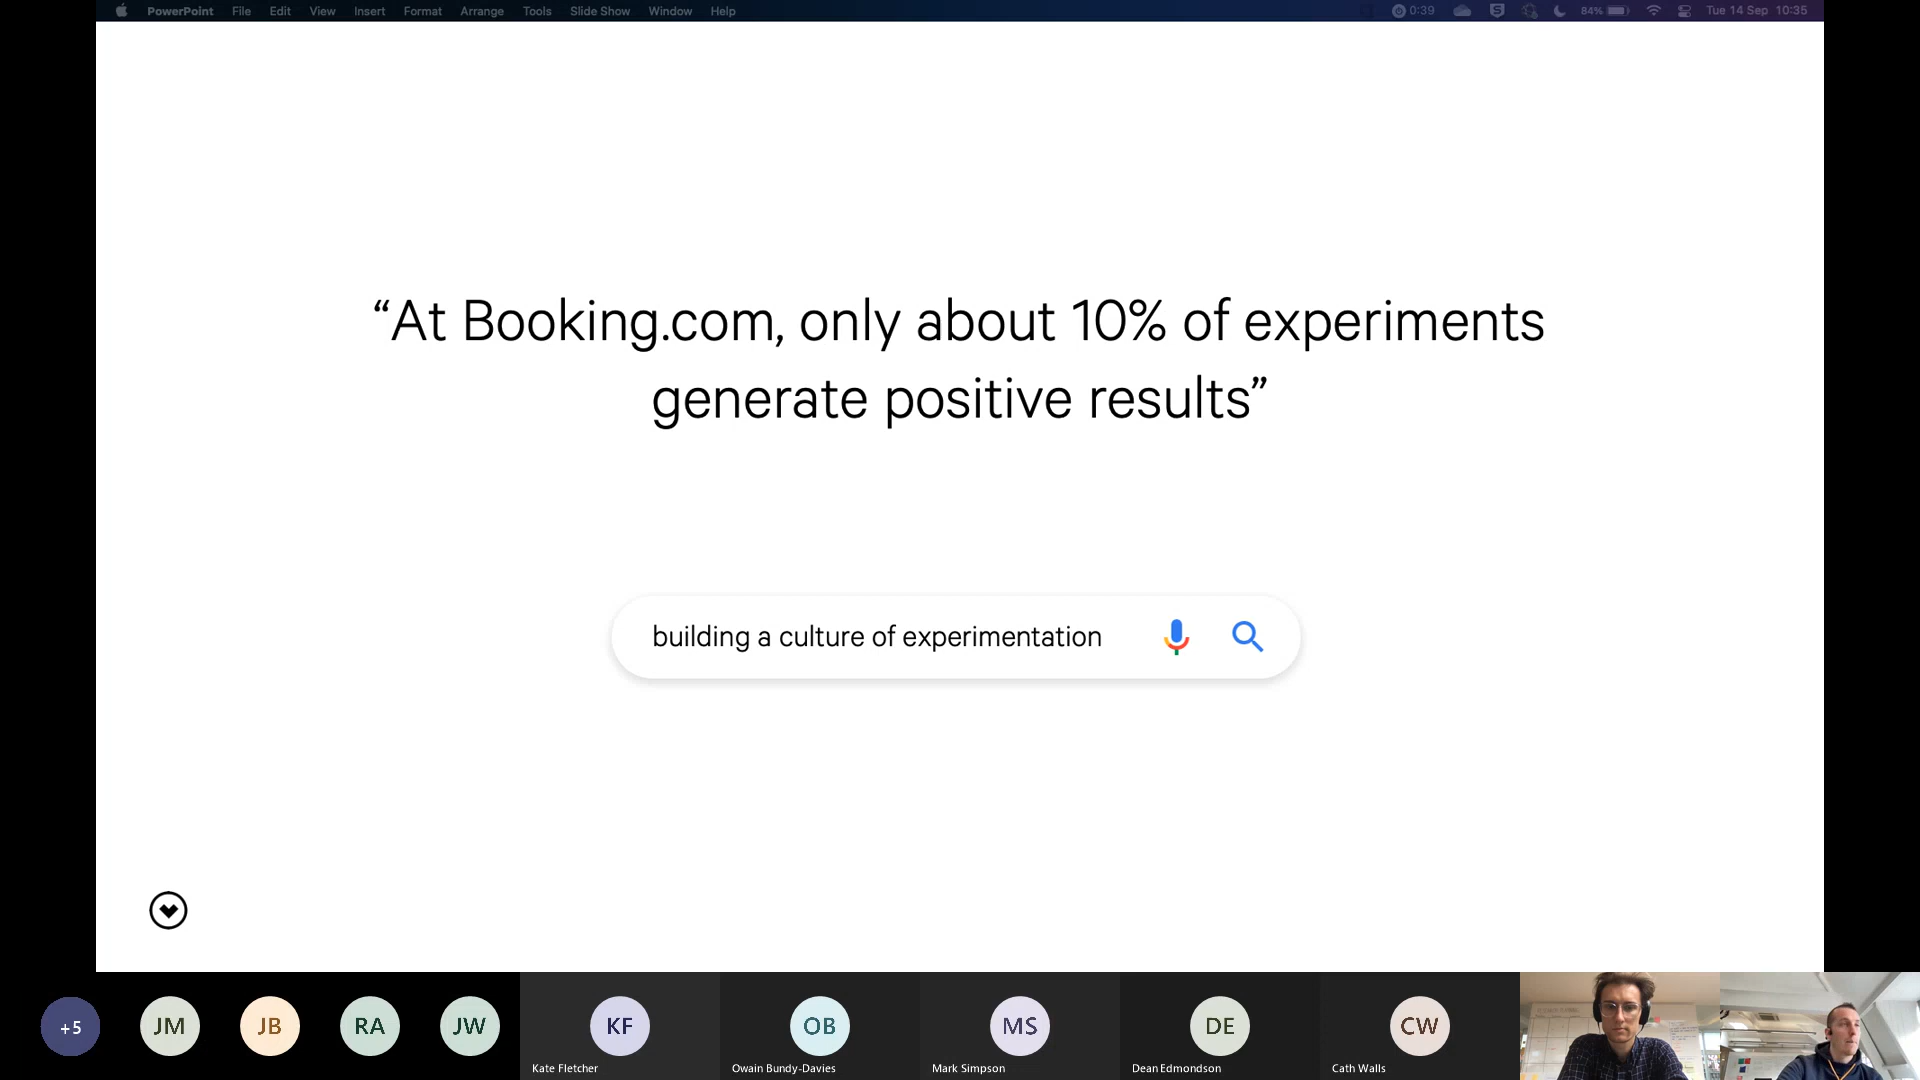 PowerPoint File Edit View Insert Format Arrange Tools Slide Show Window Help 0:39 84% Tue 14 Sep 10:35
“At Booking.com, only about 10% of experiments
generate positive results”
building a culture of experimentation
+5 JM JB RA JW KF OB MS DE CW
Kate Fletcher Owain Bundy-Davies Mark Simpson Dean Edmondson Cath Walls